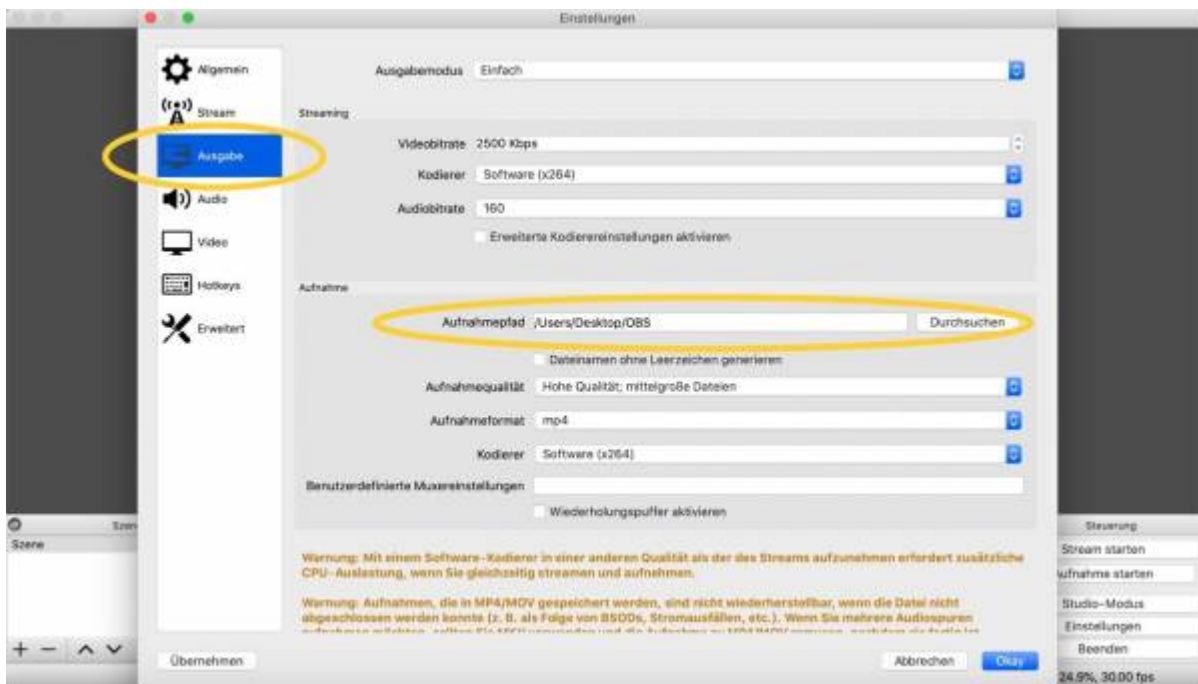 Einstellungen
Allgemein
Stream
Ausgabe
Audio
Video
Hotkeys
Erweitert
Ausgabemodus Einfach
Streaming
Videobitrate 2500 Kbps
Kodierer Software (x264)
Audiobitrate 160
Erweiterte Kodierereinstellungen aktivieren
Aufnahme
Aufnahmepfad /Users/Desktop/OBS Durchsuchen
Dateinamen ohne Leerzeichen generieren
Aufnahmequalität Hohe Qualität; mittelgroße Dateien
Aufnahmeformat mp4
Kodierer Software (x264)
Benutzerdefinierte Muxereinstellungen
Wiederholungspuffer aktivieren
Warnung: Mit einem Software-Kodierer in einer anderen Qualität als der des Streams aufzunehmen erfordert zusätzliche
CPU-Auslastung, wenn Sie gleichzeitig streamen und aufnehmen.
Warnung: Aufnahmen, die in MP4/MOV gespeichert werden, sind nicht wiederherstellbar, wenn die Datei nicht
abgeschlossen werden konnte (z. B. als Folge von BSODs, Stromausfällen, etc.). Wenn Sie mehrere Audiospuren
Übernehmen
Abbrechen
Okay
Szen
Szene
Steuerung
Stream starten
ufnahme starten
Studio-Modus
Einstellungen
Beenden
24.9%, 30.00 fps